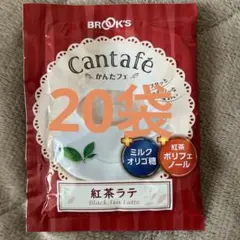 BROOK'S
Cantafé
かんたフェ
20袋
ミルク
オリゴ糖
紅茶
ポリフェ
ノール
紅茶ラテ
Black Tea Latte